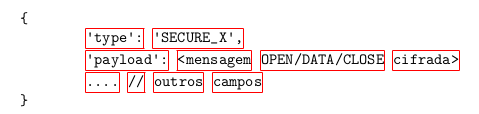 {
'type': 'SECURE_X',
'payload': <mensagem OPEN/DATA/CLOSE cifrada>
.... // outros campos
}